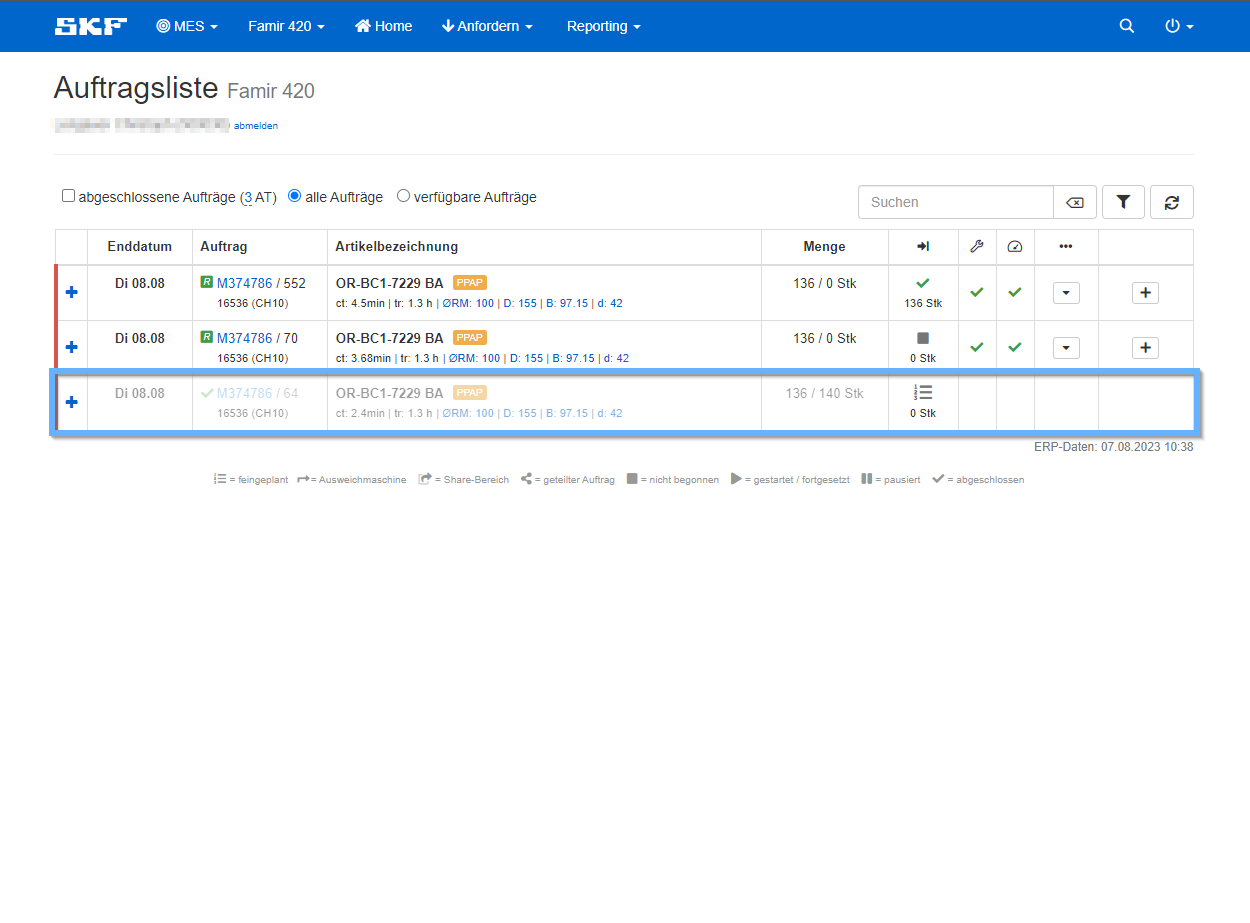 SKF MES Famir 420 Home Anfordern Reporting
Auftragsliste Famir 420
abmelden
abgeschlossene Aufträge (3 AT) alle Aufträge verfügbare Aufträge Suchen
Enddatum Auftrag Artikelbezeichnung Menge
Di 08.08 R M374786 / 552 OR-BC1-7229 BA PPAP 136 / 0 Stk
16536 (CH10) ct: 4.5min | tr: 1.3 h | ØRM: 100 | D: 155 | B: 97.15 | d: 42 136 Stk
Di 08.08 R M374786 / 70 OR-BC1-7229 BA PPAP 136 / 0 Stk
16536 (CH10) ct: 3.68min | tr: 1.3 h | ØRM: 100 | D: 155 | B: 97.15 | d: 42 0 Stk
Di 08.08 M374786 / 64 OR-BC1-7229 BA PPAP 136 / 140 Stk
16536 (CH10) ct: 2.4min | tr: 1.3 h | ØRM: 100 | D: 155 | B: 97.15 | d: 42 0 Stk
ERP-Daten: 07.08.2023 10:38
= feingeplant = Ausweichmaschine = Share-Bereich = geteilter Auftrag = nicht begonnen = gestartet / fortgesetzt = pausiert = abgeschlossen